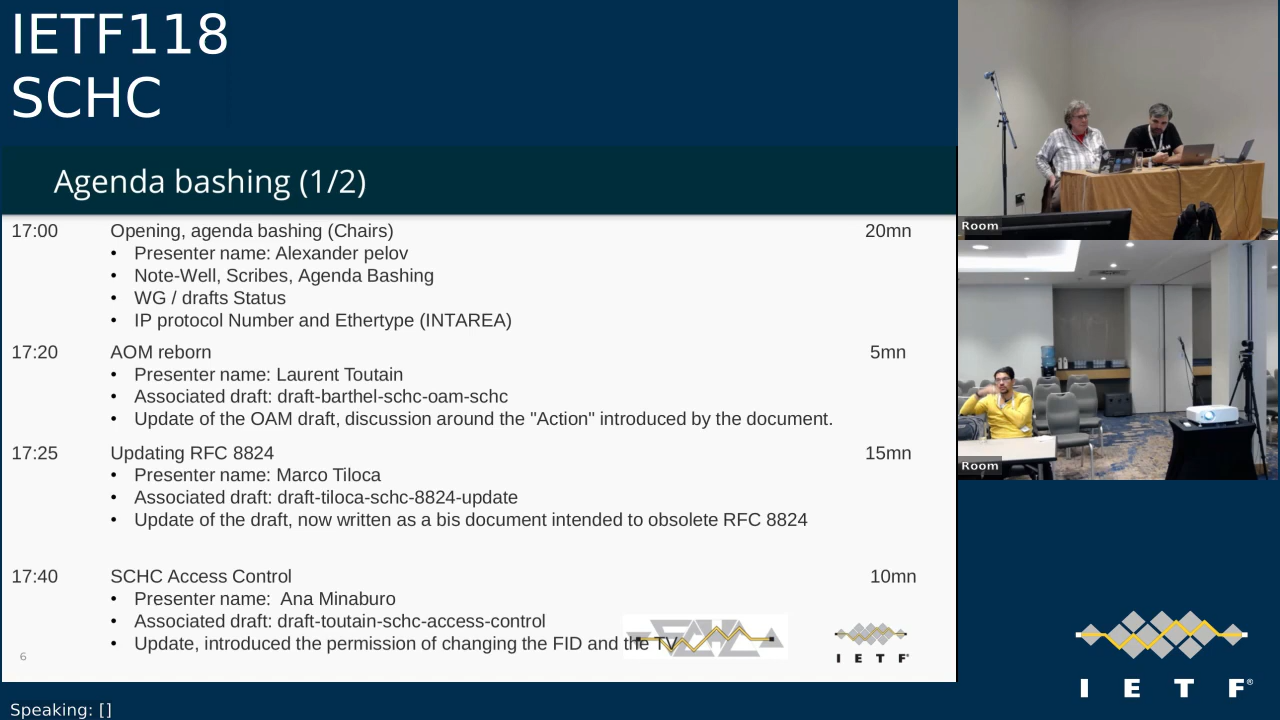 IETF118
SCHC
Agenda bashing (1/2)
17:00 Opening, agenda bashing (Chairs) 20mn
• Presenter name: Alexander pelov
• Note-Well, Scribes, Agenda Bashing
• WG / drafts Status
• IP protocol Number and Ethertype (INTAREA)
17:20 AOM reborn 5mn
• Presenter name: Laurent Toutain
• Associated draft: draft-barthel-schc-oam-schc
• Update of the OAM draft, discussion around the "Action" introduced by the document.
17:25 Updating RFC 8824 15mn
• Presenter name: Marco Tiloca
• Associated draft: draft-tiloca-schc-8824-update
• Update of the draft, now written as a bis document intended to obsolete RFC 8824
17:40 SCHC Access Control 10mn
• Presenter name: Ana Minaburo
• Associated draft: draft-toutain-schc-access-control
• Update, introduced the permission of changing the FID and the TV
6
SCHC
I E T F
Room
Room
I E T F®
Speaking: []